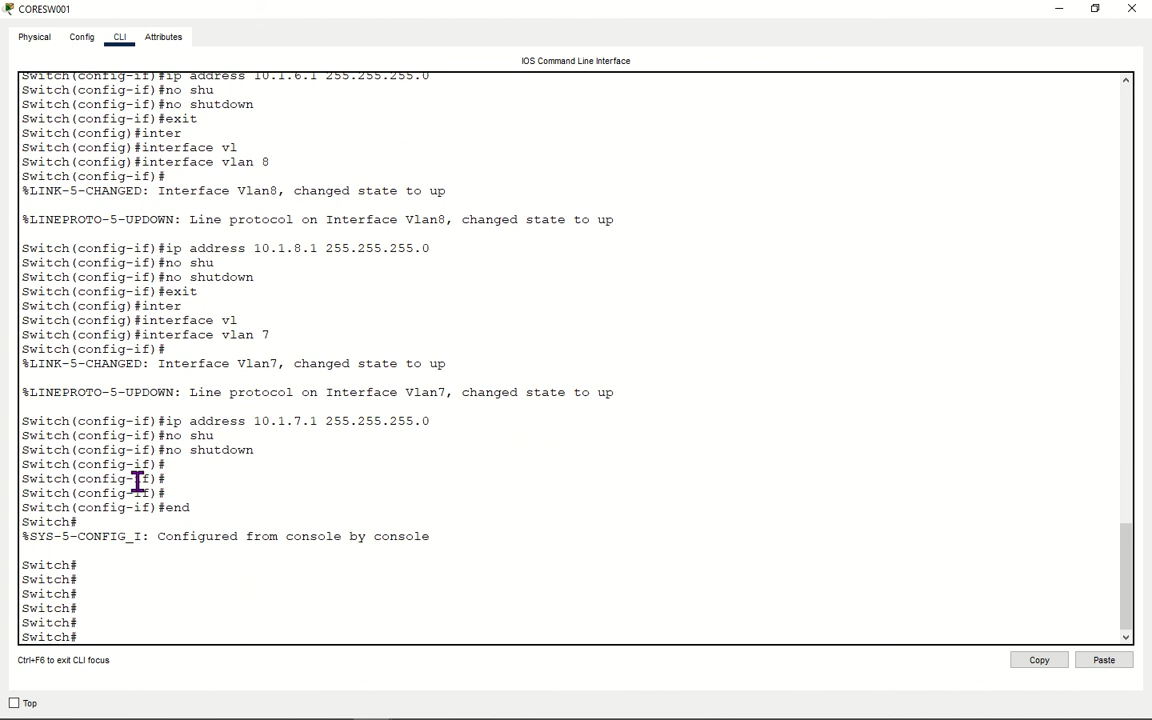 CORESW001
Physical Config CLI Attributes
IOS Command Line Interface
Switch(config-if)#ip address 10.1.6.1 255.255.255.0
Switch(config-if)#no shu
Switch(config-if)#no shutdown
Switch(config-if)#exit
Switch(config)#inter
Switch(config)#interface vl
Switch(config)#interface vlan 8
Switch(config-if)#
%LINK-5-CHANGED: Interface Vlan8, changed state to up
%LINEPROTO-5-UPDOWN: Line protocol on Interface Vlan8, changed state to up
Switch(config-if)#ip address 10.1.8.1 255.255.255.0
Switch(config-if)#no shu
Switch(config-if)#no shutdown
Switch(config-if)#exit
Switch(config)#inter
Switch(config)#interface vl
Switch(config)#interface vlan 7
Switch(config-if)#
%LINK-5-CHANGED: Interface Vlan7, changed state to up
%LINEPROTO-5-UPDOWN: Line protocol on Interface Vlan7, changed state to up
Switch(config-if)#ip address 10.1.7.1 255.255.255.0
Switch(config-if)#no shu
Switch(config-if)#no shutdown
Switch(config-if)#
Switch(config-if)#
Switch(config-if)#
Switch(config-if)#end
Switch#
%SYS-5-CONFIG_I: Configured from console by console
Switch#
Switch#
Switch#
Switch#
Switch#
Switch#
Ctrl+F6 to exit CLI focus
Copy Paste
Top